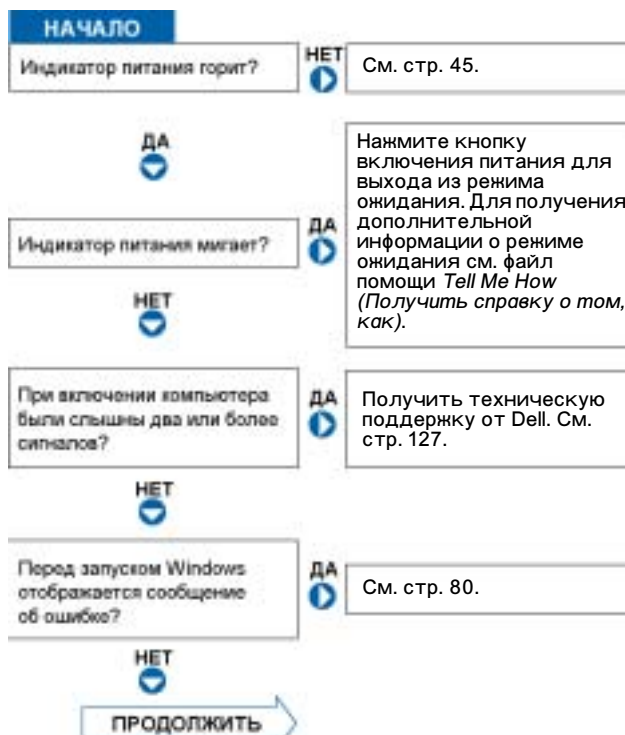 НАЧАЛО
Индикатор питания горит?
НЕТ
См. стр. 45.
ДА
Индикатор питания мигает?
ДА
Нажмите кнопку
включения питания для
выхода из режима
ожидания. Для получения
дополнительной
информации о режиме
ожидания см. файл
помощи Tell Me How
(Получить справку о том,
как).
НЕТ
При включении компьютера
были слышны два или более
сигналов?
ДА
Получить техническую
поддержку от Dell. См.
стр. 127.
НЕТ
Перед запуском Windows
отображается сообщение
об ошибке?
ДА
См. стр. 80.
НЕТ
ПРОДОЛЖИТЬ